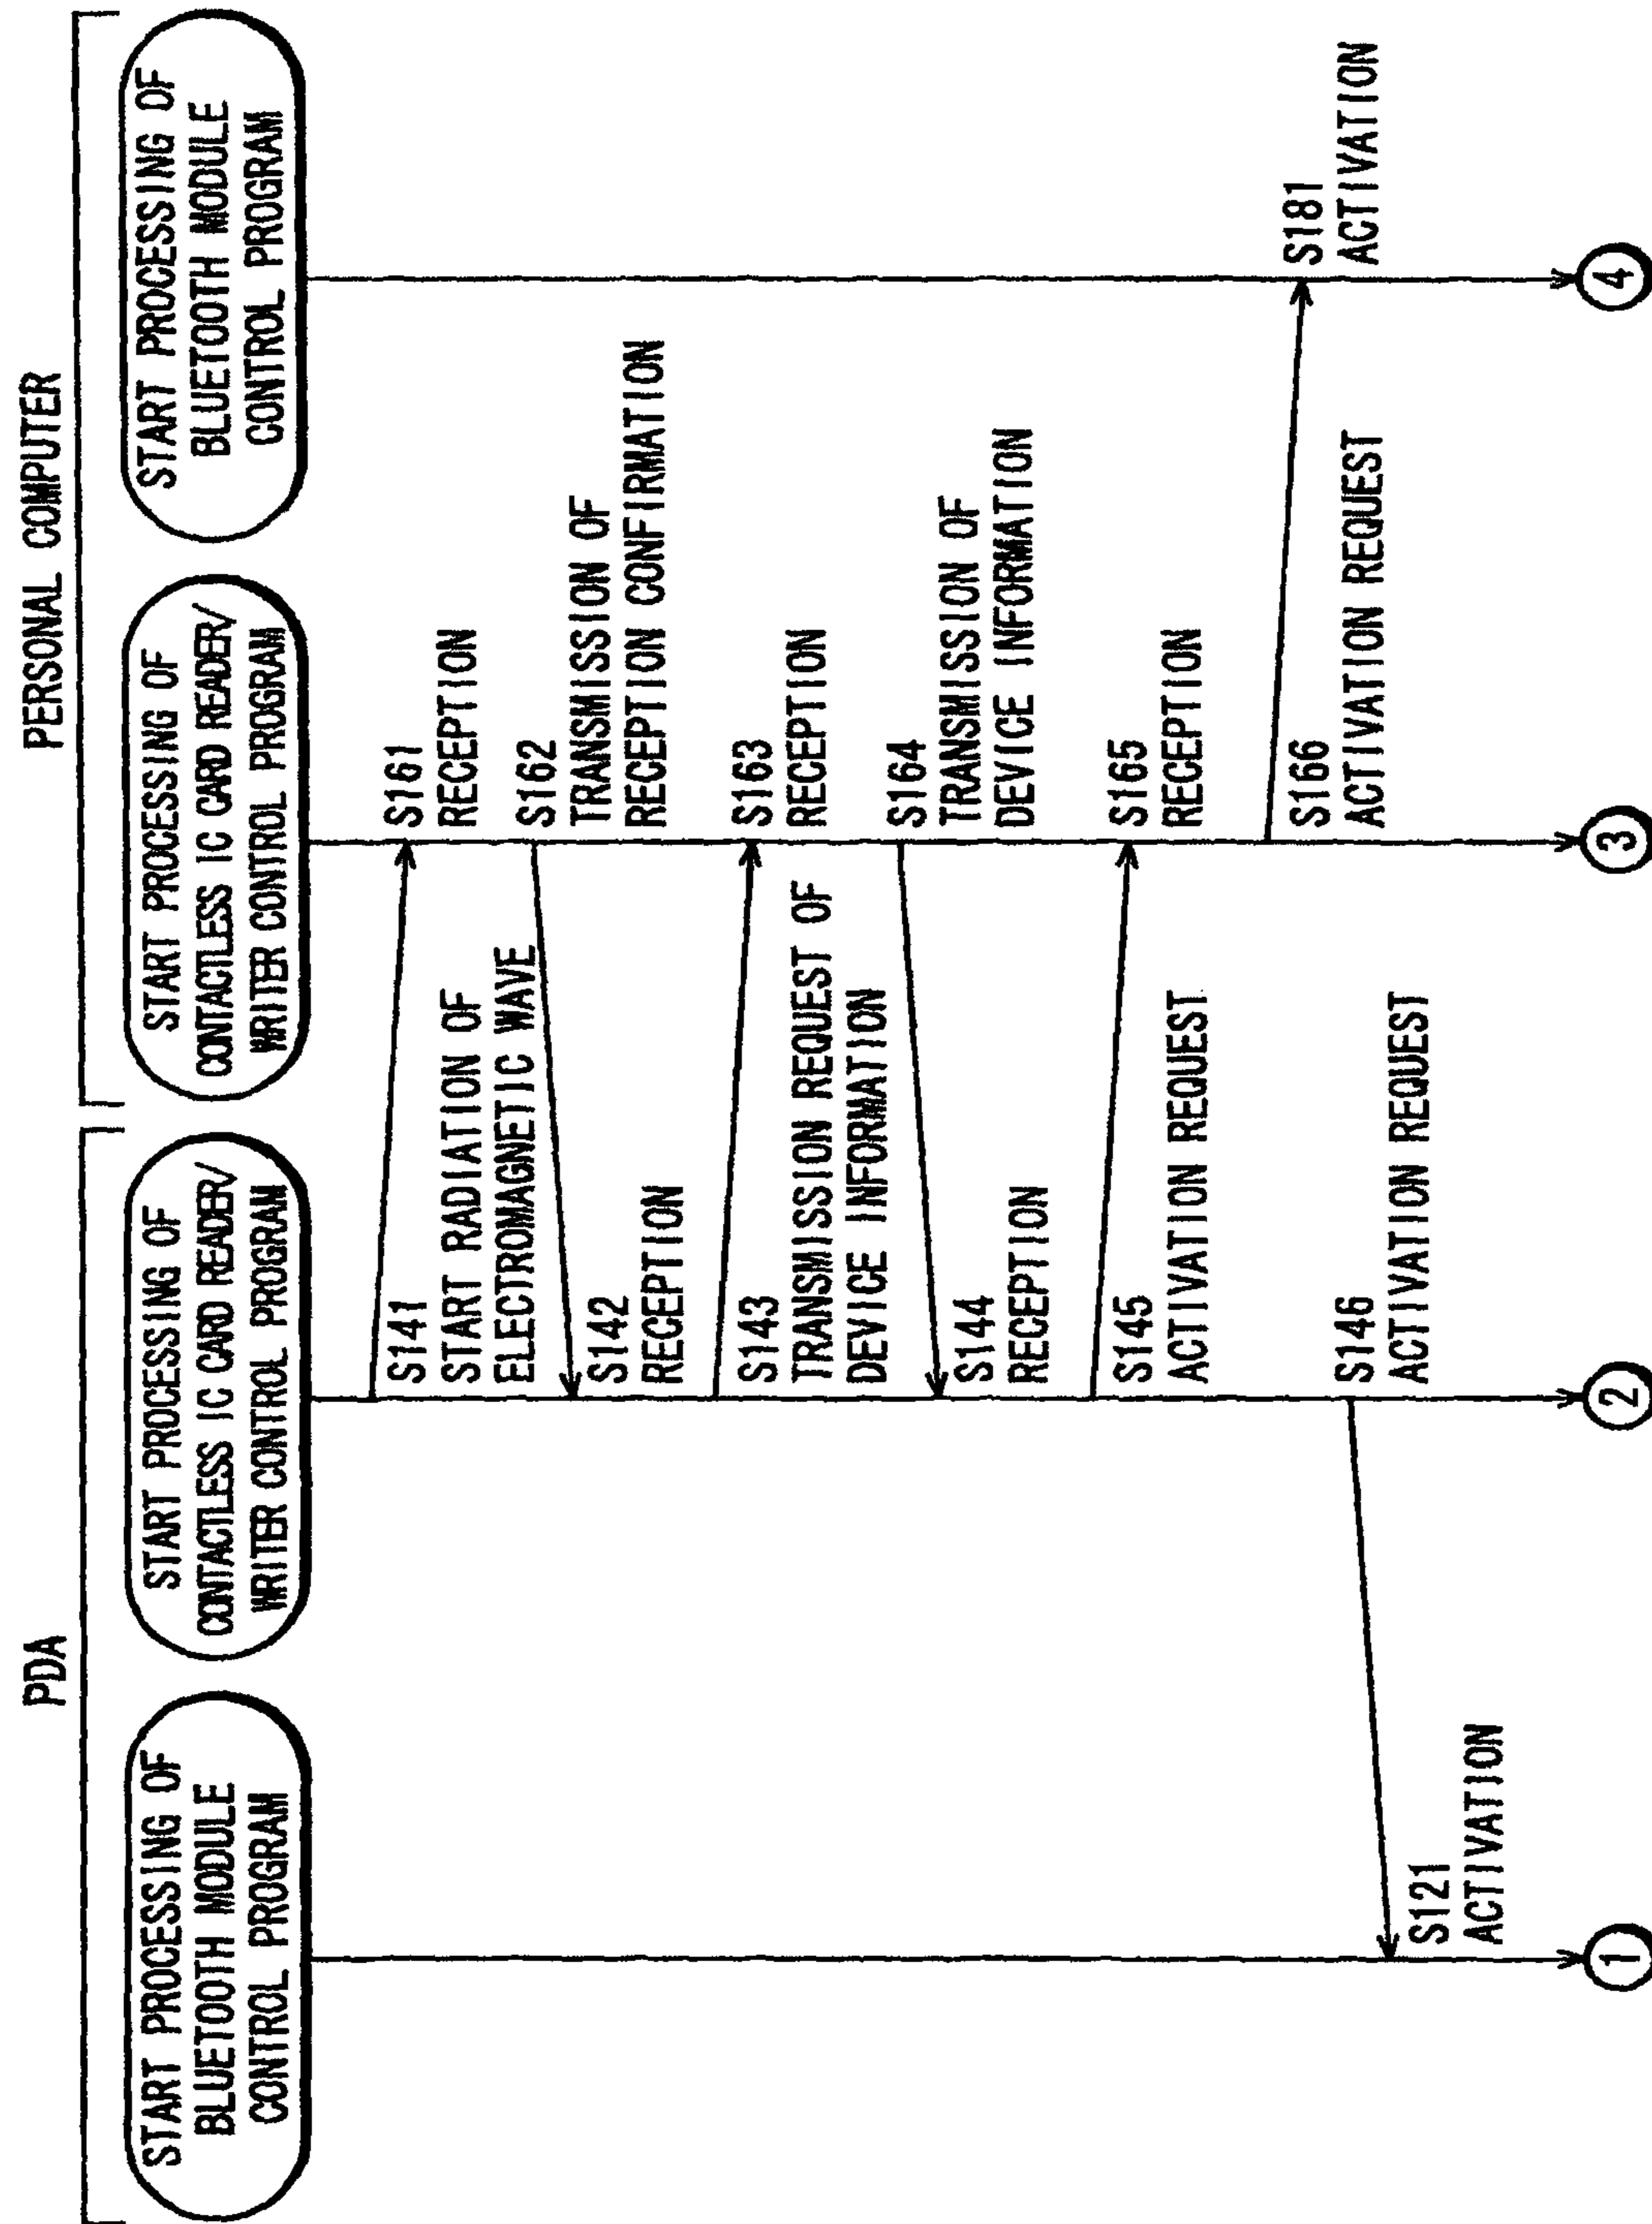 PDA
PERSONAL COMPUTER
START PROCESSING OF
BLUETOOTH MODULE
CONTROL PROGRAM
START PROCESSING OF
CONTACTLESS IC CARD READER/
WRITER CONTROL PROGRAM
START PROCESSING OF
CONTACTLESS IC CARD READER/
WRITER CONTROL PROGRAM
START PROCESSING OF
BLUETOOTH MODULE
CONTROL PROGRAM
S141
START RADIATION OF
ELECTROMAGNETIC WAVE
S161
RECEPTION
S162
TRANSMISSION OF
RECEPTION CONFIRMATION
S142
RECEPTION
S143
TRANSMISSION REQUEST OF
DEVICE INFORMATION
S163
RECEPTION
S164
TRANSMISSION OF
DEVICE INFORMATION
S144
RECEPTION
S145
ACTIVATION REQUEST
S165
RECEPTION
S166
ACTIVATION REQUEST
S181
ACTIVATION
S146
ACTIVATION REQUEST
S121
ACTIVATION
1
2
3
4